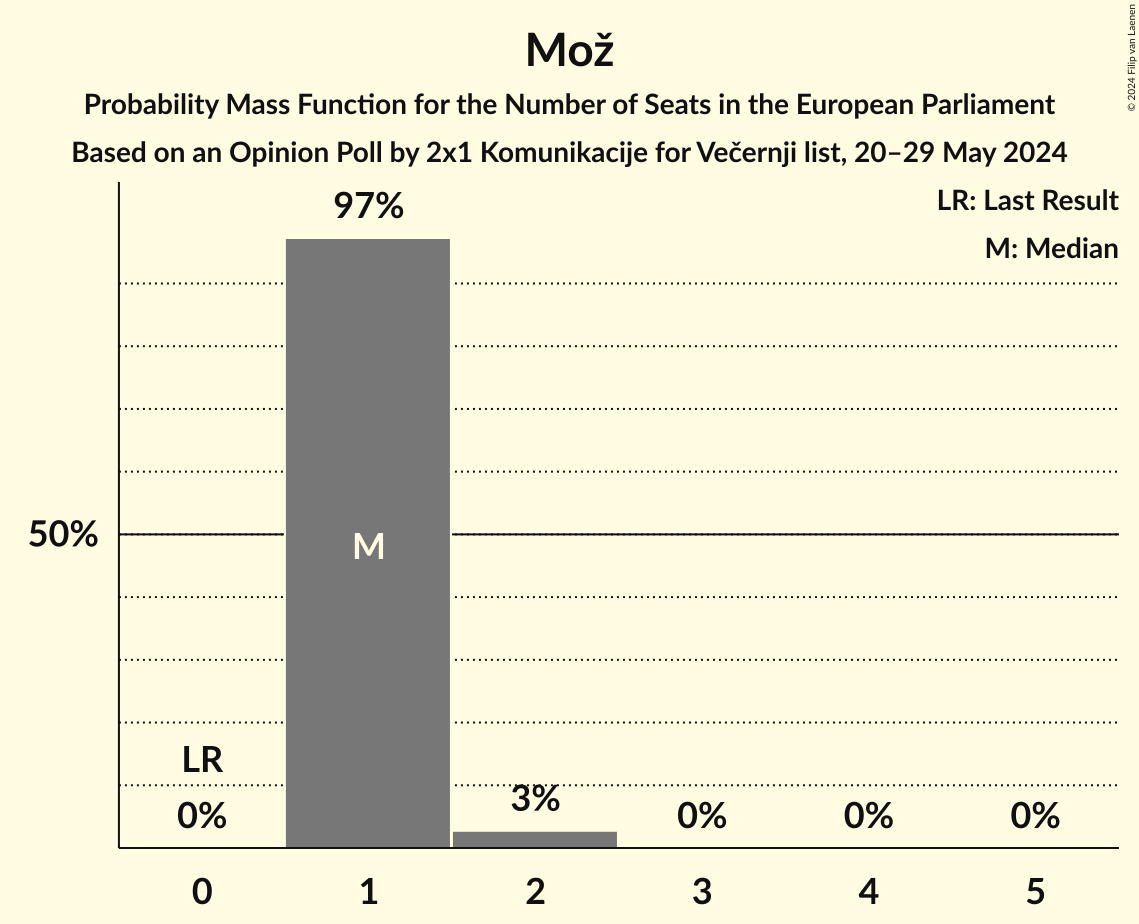 Mož
Probability Mass Function for the Number of Seats in the European Parliament
Based on an Opinion Poll by 2x1 Komunikacije for Večernji list, 20–29 May 2024
© 2024 Filip van Laenen
LR: Last Result
M: Median
97%
50%
M
LR
0%
3%
0%
0%
0%
0
1
2
3
4
5